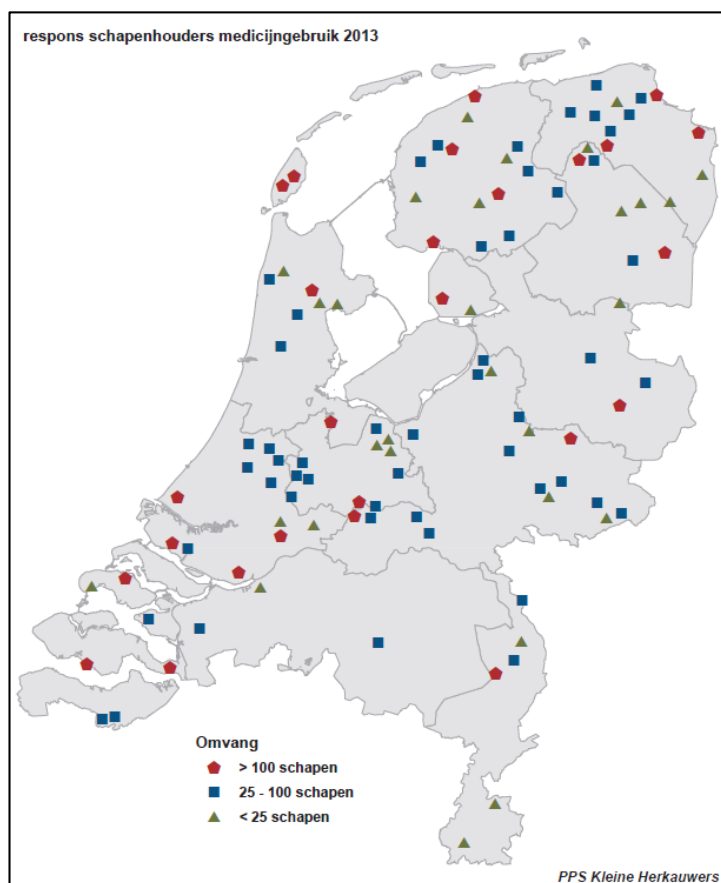 respons schapenhouders medicijngebruik 2013
Omvang
> 100 schapen
25 - 100 schapen
< 25 schapen
PPS Kleine Herkauwers